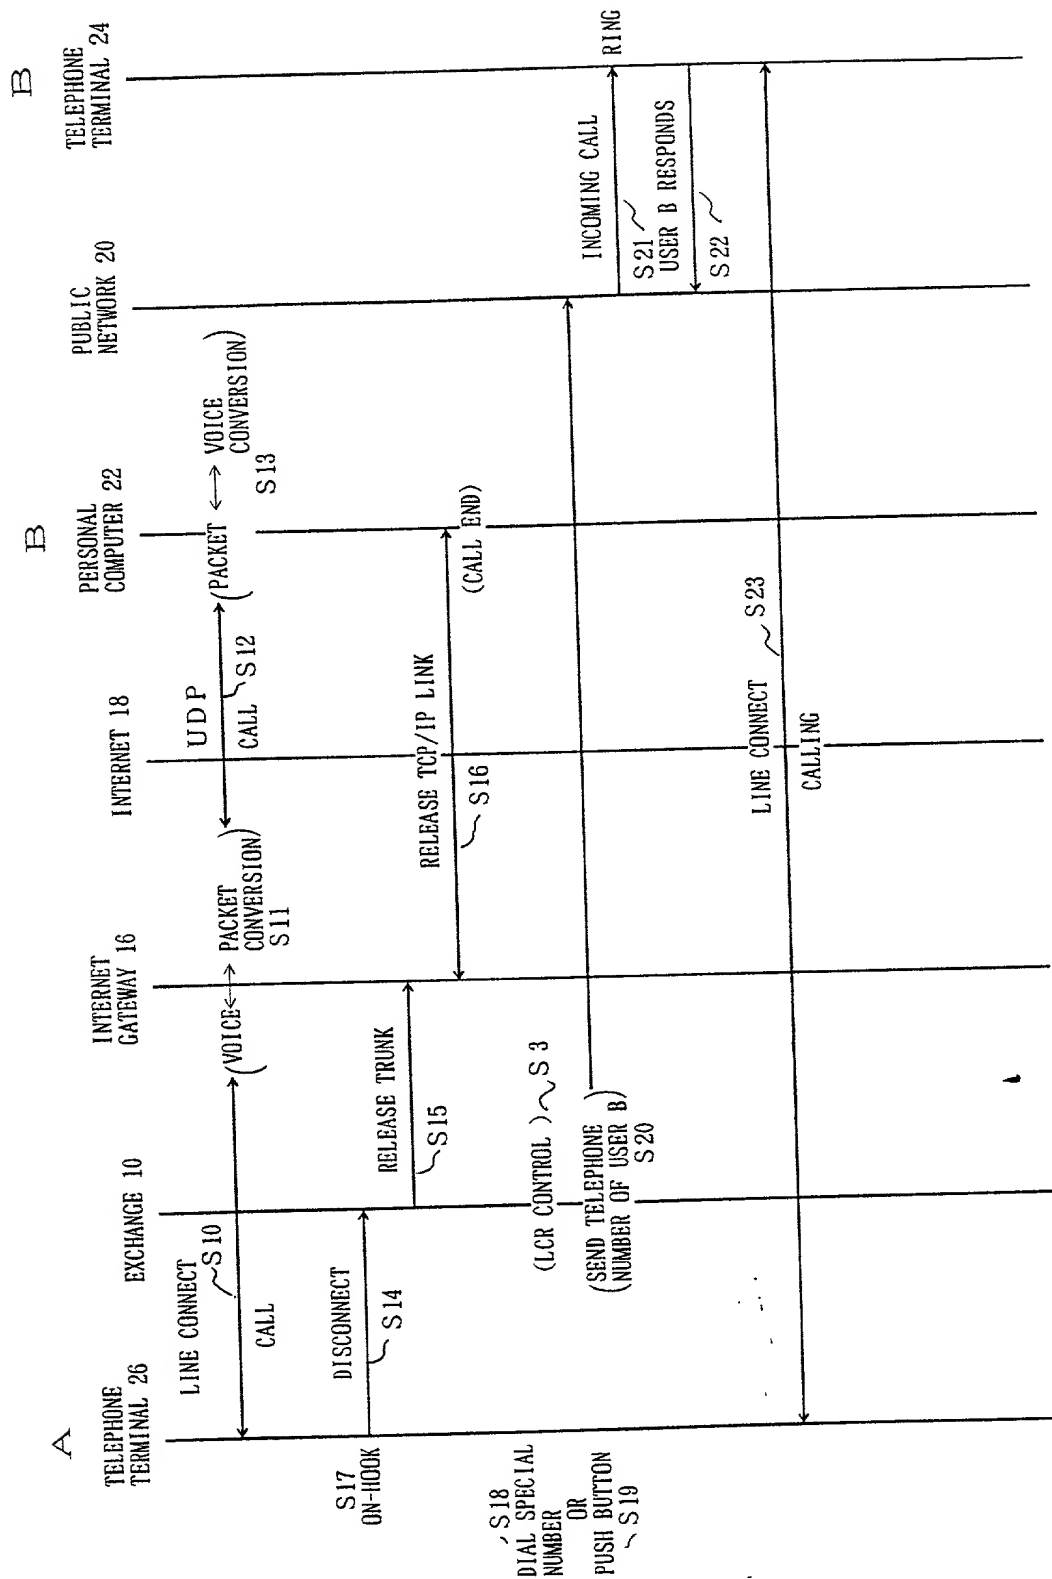 A
TELEPHONE
TERMINAL 26
EXCHANGE 10
INTERNET
GATEWAY 16
INTERNET 18
B
PERSONAL
COMPUTER 22
PUBLIC
NETWORK 20
B
TELEPHONE
TERMINAL 24
LINE CONNECT
S10
CALL
(VOICE
PACKET
CONVERSION)
S11
UDP
CALL
S12
(PACKET
VOICE
CONVERSION)
S13
S17
ON-HOOK
DISCONNECT
S14
RELEASE TRUNK
S15
RELEASE TCP/IP LINK
S16
(CALL END)
S18
DIAL SPECIAL
NUMBER
OR
PUSH BUTTON
S19
(LCR CONTROL)
S3
(SEND TELEPHONE
NUMBER OF USER B)
S20
INCOMING CALL
RING
S21
USER B RESPONDS
S22
LINE CONNECT
S23
CALLING